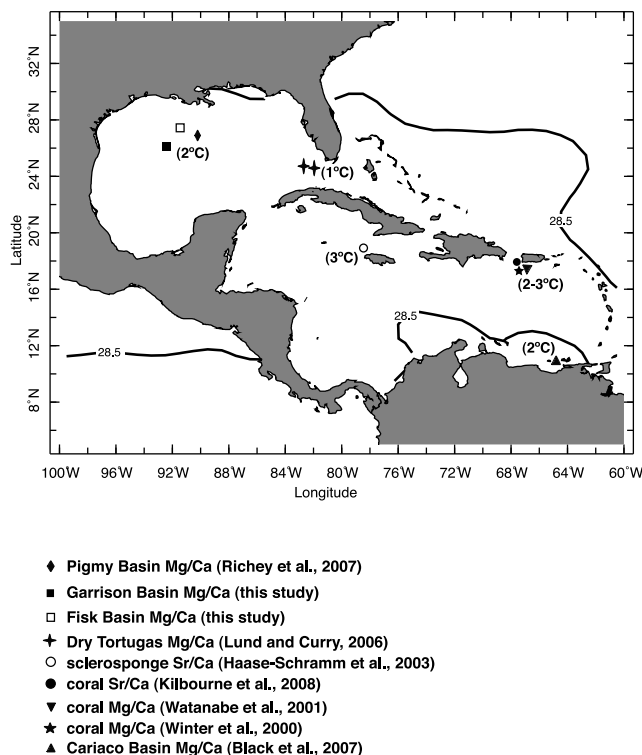 32°N
28°N
24°N
20°N
16°N
12°N
8°N
Latitude
(2°C)
(1°C)
(3°C)
(2-3°C)
(2°C)
28.5
28.5
28.5
100°W 96°W 92°W 88°W 84°W 80°W 76°W 72°W 68°W 64°W 60°W
Longitude
Pigmy Basin Mg/Ca (Richey et al., 2007)
Garrison Basin Mg/Ca (this study)
Fisk Basin Mg/Ca (this study)
Dry Tortugas Mg/Ca (Lund and Curry, 2006)
sclerosponge Sr/Ca (Haase-Schramm et al., 2003)
coral Sr/Ca (Kilbourne et al., 2008)
coral Mg/Ca (Watanabe et al., 2001)
coral Mg/Ca (Winter et al., 2000)
Cariaco Basin Mg/Ca (Black et al., 2007)